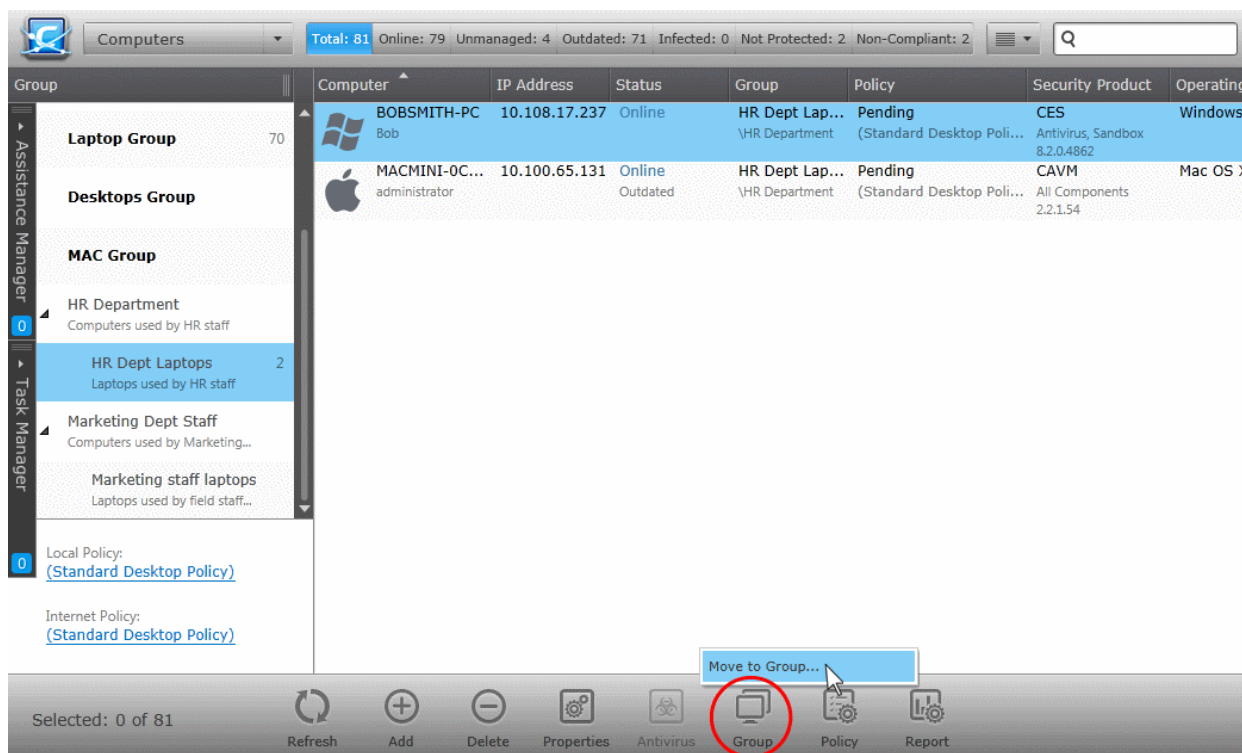 Computers
Total: 81 Online: 79 Unmanaged: 4 Outdated: 71 Infected: 0 Not Protected: 2 Non-Compliant: 2
Group
Computer IP Address Status Group Policy Security Product Operating
Assistance Manager
0
Task Manager
0
Laptop Group 70
Desktops Group
MAC Group
HR Department
Computers used by HR staff
HR Dept Laptops 2
Laptops used by HR staff
Marketing Dept Staff
Computers used by Marketing...
Marketing staff laptops
Laptops used by field staff...
Local Policy:
(Standard Desktop Policy)
Internet Policy:
(Standard Desktop Policy)
BOBSMITH-PC 10.108.17.237 Online HR Dept Lap... Pending CES Windows
Bob \HR Department (Standard Desktop Poli... Antivirus, Sandbox
8.2.0.4862
MACMINI-0C... 10.100.65.131 Online HR Dept Lap... Pending CAVM Mac OS
administrator Outdated \HR Department (Standard Desktop Poli... All Components
2.2.1.54
Move to Group...
Selected: 0 of 81
Refresh Add Delete Properties Antivirus Group Policy Report